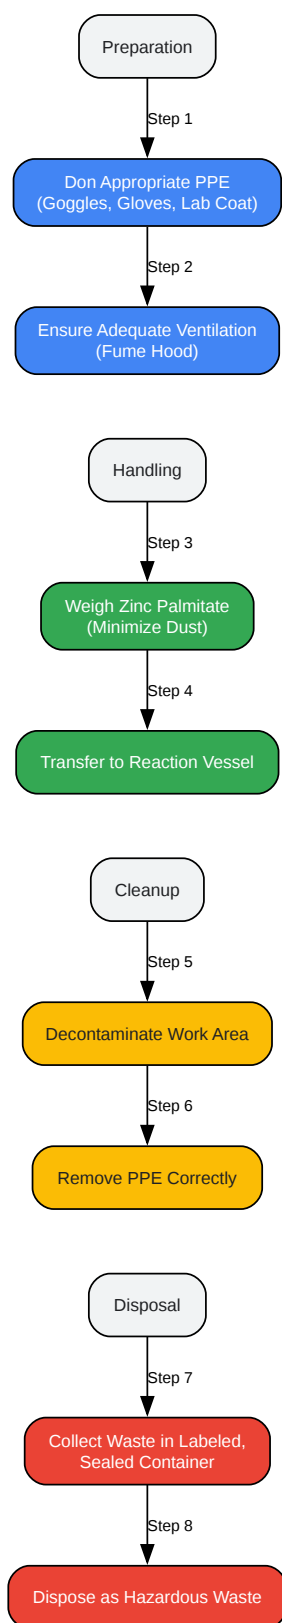 Preparation
Step 1
Don Appropriate PPE
(Goggles, Gloves, Lab Coat)
Step 2
Ensure Adequate Ventilation
(Fume Hood)
Handling
Step 3
Weigh Zinc Palmitate
(Minimize Dust)
Step 4
Transfer to Reaction Vessel
Cleanup
Step 5
Decontaminate Work Area
Step 6
Remove PPE Correctly
Disposal
Step 7
Collect Waste in Labeled,
Sealed Container
Step 8
Dispose as Hazardous Waste